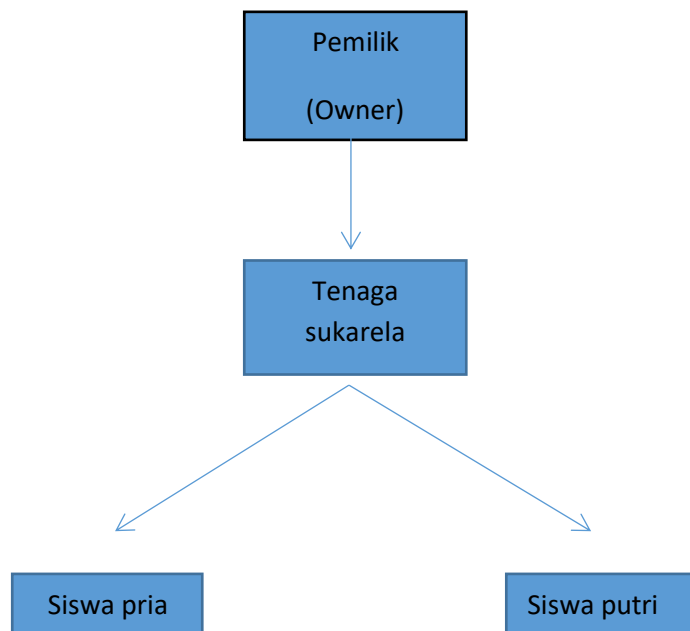 Pemilik
(Owner)
Tenaga
sukarela
Siswa pria
Siswa putri